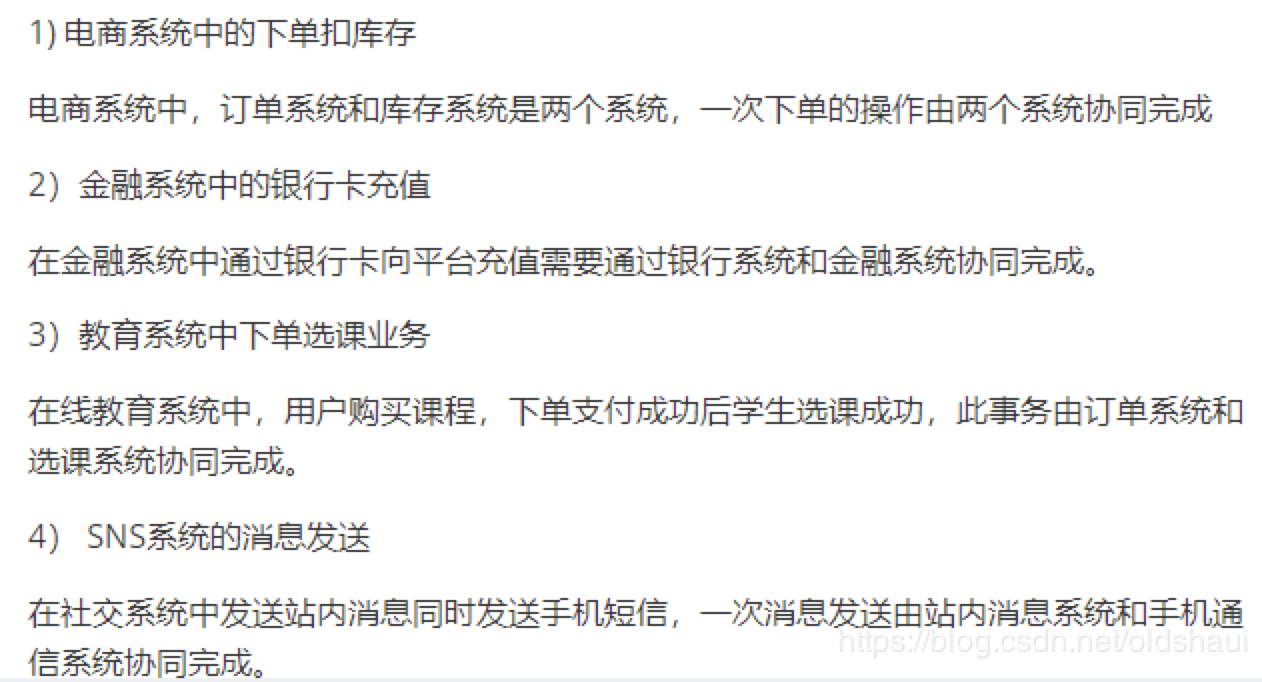 1) 电商系统中的下单扣库存
电商系统中，订单系统和库存系统是两个系统，一次下单的操作由两个系统协同完成
2）金融系统中的银行卡充值
在金融系统中通过银行卡向平台充值需要通过银行系统和金融系统协同完成。
3）教育系统中下单选课业务
在线教育系统中，用户购买课程，下单支付成功后学生选课成功，此事务由订单系统和
选课系统协同完成。
4） SNS系统的消息发送
在社交系统中发送站内消息同时发送手机短信，一次消息发送由站内消息系统和手机通
信系统协同完成。
https://blog.csdn.net/oldshaui